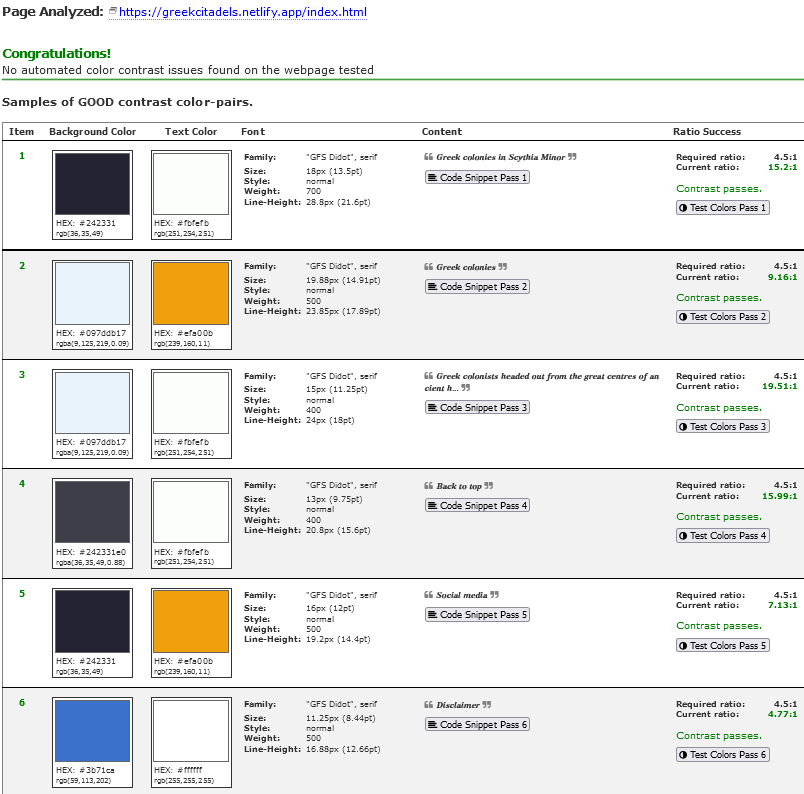 Page Analyzed: https://greekcitadels.netlify.app/index.html
Congratulations!
No automated color contrast issues found on the webpage tested
Samples of GOOD contrast color-pairs.
Item Background Color Text Color Font Content Ratio Success
1
HEX: #242331
rgb(36,35,49)
HEX: #fbfefb
rgb(251,254,251)
Family: "GFS Didot", serif
Size: 18px (13.5pt)
Style: normal
Weight: 700
Line-Height: 28.8px (21.6pt)
❝ Greek colonies in Scythia Minor ❞
Code Snippet Pass 1
Required ratio: 4.5:1
Current ratio: 15.2:1
Contrast passes.
Test Colors Pass 1
2
HEX: #097ddb17
rgba(9,125,219,0.09)
HEX: #efa00b
rgb(239,160,11)
Family: "GFS Didot", serif
Size: 19.88px (14.91pt)
Style: normal
Weight: 500
Line-Height: 23.85px (17.89pt)
❝ Greek colonies ❞
Code Snippet Pass 2
Required ratio: 4.5:1
Current ratio: 9.16:1
Contrast passes.
Test Colors Pass 2
3
HEX: #097ddb17
rgba(9,125,219,0.09)
HEX: #fbfefb
rgb(251,254,251)
Family: "GFS Didot", serif
Size: 15px (11.25pt)
Style: normal
Weight: 400
Line-Height: 24px (18pt)
❝ Greek colonists headed out from the great centres of an
cient h... ❞
Code Snippet Pass 3
Required ratio: 4.5:1
Current ratio: 19.51:1
Contrast passes.
Test Colors Pass 3
4
HEX: #242331e0
rgba(36,35,49,0.88)
HEX: #fbfefb
rgb(251,254,251)
Family: "GFS Didot", serif
Size: 13px (9.75pt)
Style: normal
Weight: 400
Line-Height: 20.8px (15.6pt)
❝ Back to top ❞
Code Snippet Pass 4
Required ratio: 4.5:1
Current ratio: 15.99:1
Contrast passes.
Test Colors Pass 4
5
HEX: #242331
rgb(36,35,49)
HEX: #efa00b
rgb(239,160,11)
Family: "GFS Didot", serif
Size: 16px (12pt)
Style: normal
Weight: 500
Line-Height: 19.2px (14.4pt)
❝ Social media ❞
Code Snippet Pass 5
Required ratio: 4.5:1
Current ratio: 7.13:1
Contrast passes.
Test Colors Pass 5
6
HEX: #3b71ca
rgb(59,113,202)
HEX: #ffffff
rgb(255,255,255)
Family: "GFS Didot", serif
Size: 11.25px (8.44pt)
Style: normal
Weight: 500
Line-Height: 16.88px (12.66pt)
❝ Disclaimer ❞
Code Snippet Pass 6
Required ratio: 4.5:1
Current ratio: 4.77:1
Contrast passes.
Test Colors Pass 6